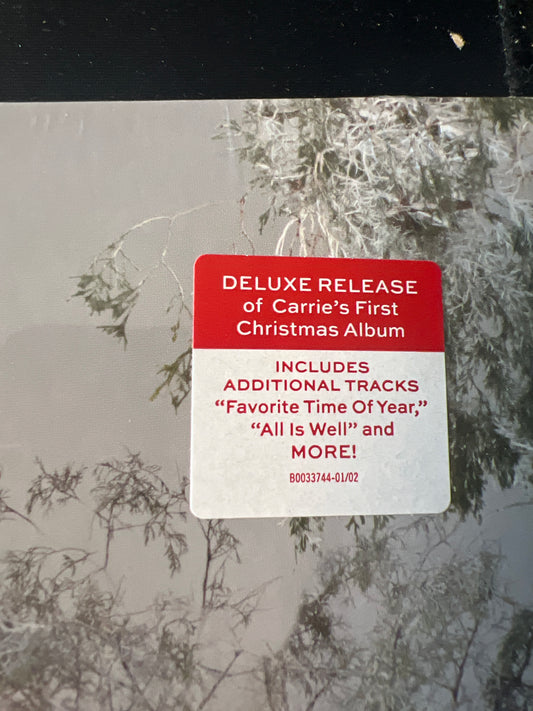 DELUXE RELEASE
of Carrie's First
Christmas Album
INCLUDES
ADDITIONAL TRACKS
“Favorite Time Of Year,”
“All Is Well” and
MORE!
B0033744-01/02